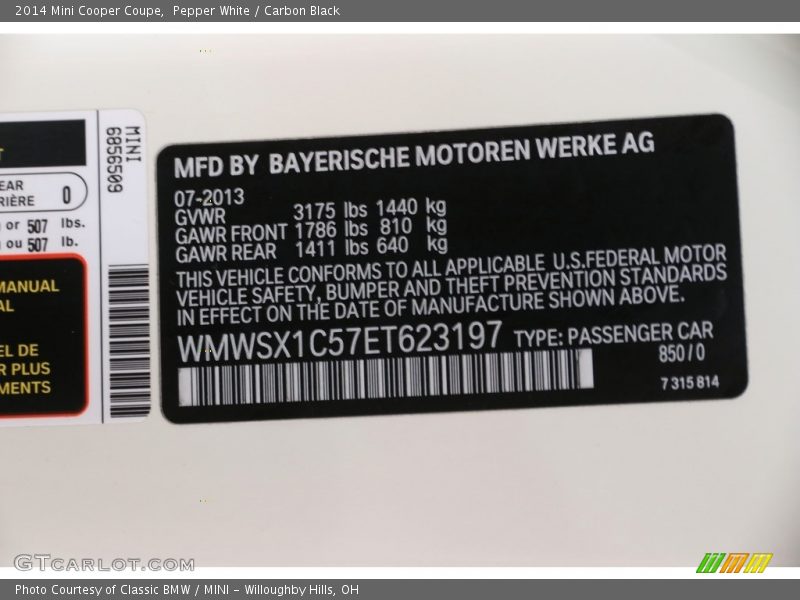 2014 Mini Cooper Coupe,  Pepper White / Carbon Black
MINI
6856509
EAR
RIÈRE 0
or 507 lbs.
ou 507 lb.
MANUAL
AL
EL DE
R PLUS
MENTS
MFD BY BAYERISCHE MOTOREN WERKE AG
07-2013
GVWR 3175 lbs 1440 kg
GAWR FRONT 1786 lbs 810 kg
GAWR REAR 1411 lbs 640 kg
THIS VEHICLE CONFORMS TO ALL APPLICABLE U.S.FEDERAL MOTOR
VEHICLE SAFETY, BUMPER AND THEFT PREVENTION STANDARDS
IN EFFECT ON THE DATE OF MANUFACTURE SHOWN ABOVE.
WMWSX1C57ET623197 TYPE: PASSENGER CAR
850/0
7 315 814
GTCARLOT.COM
Photo Courtesy of Classic BMW / MINI - Willoughby Hills, OH